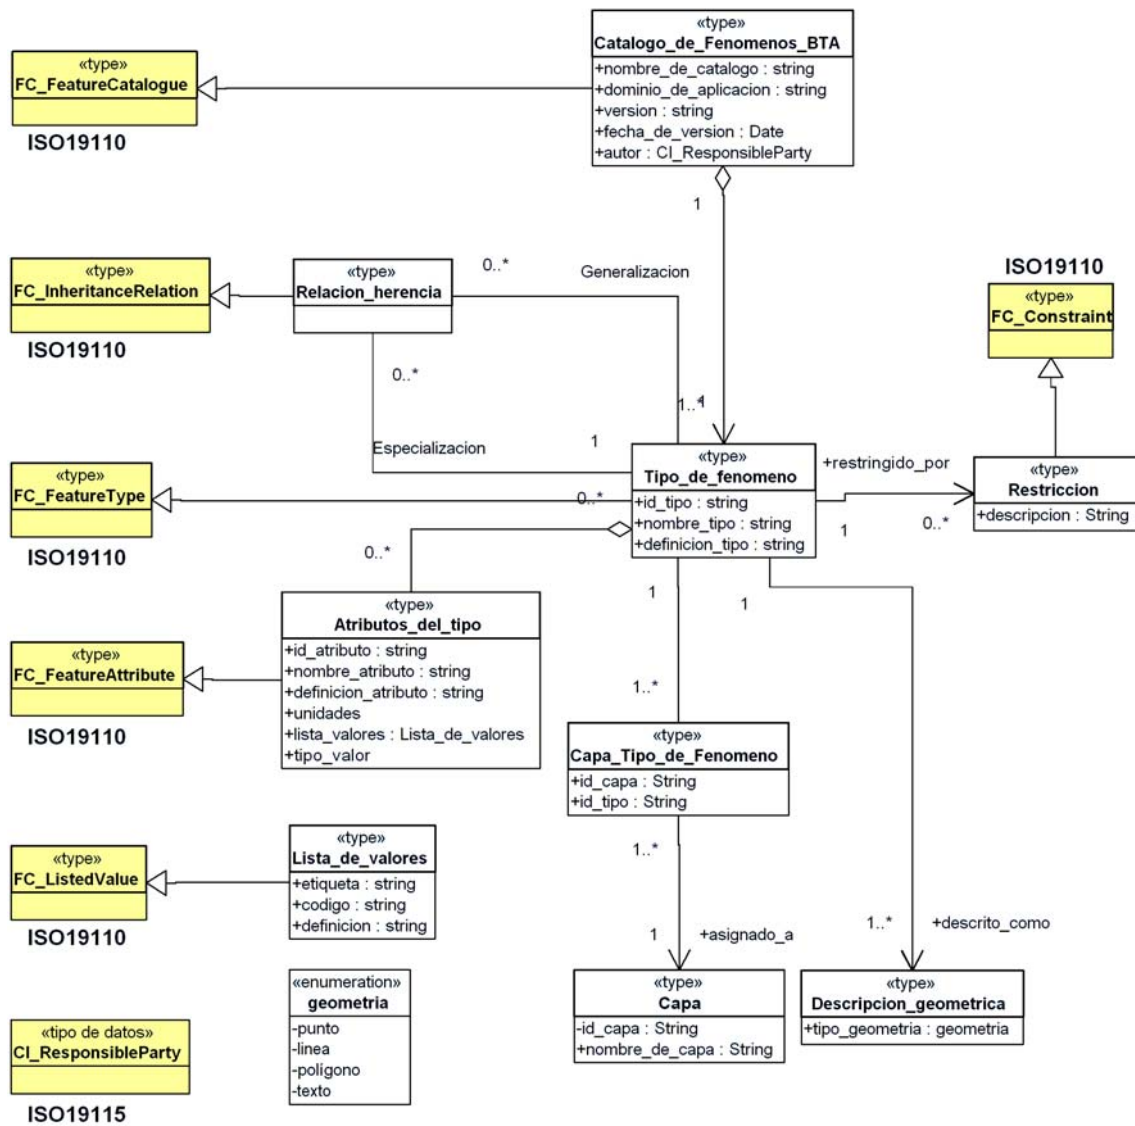 «type»
Catalogo_de_Fenomenos_BTA
+nombre_de_catalogo : string
+dominio_de_aplicacion : string
+version : string
+fecha_de_version : Date
+autor : CI_ResponsibleParty
«type»
FC_FeatureCatalogue
ISO19110
1
«type»
FC_InheritanceRelation
ISO19110
«type»
Relacion_herencia
0..*
Generalizacion
ISO19110
«type»
FC_Constraint
0..*
Especializacion
1
1..*
1
«type»
FC_FeatureType
ISO19110
0..*
«type»
Tipo_de_fenomeno
+id_tipo : string
+nombre_tipo : string
+definicion_tipo : string
+restringido_por
1
0..*
«type»
Restriccion
+descripcion : String
0..*
«type»
Atributos_del_tipo
+id_atributo : string
+nombre_atributo : string
+definicion_atributo : string
+unidades
+lista_valores : Lista_de_valores
+tipo_valor
«type»
FC_FeatureAttribute
ISO19110
1
1
1..*
«type»
Capa_Tipo_de_Fenomeno
+id_capa : String
+id_tipo : String
1..*
«type»
FC_ListedValue
ISO19110
«type»
Lista_de_valores
+etiqueta : string
+codigo : string
+definicion : string
1
+asignado_a
1..*
+descrito_como
«tipo de datos»
CI_ResponsibleParty
ISO19115
«enumeration»
geometria
-punto
-linea
-polígono
-texto
«type»
Capa
-id_capa : String
+nombre_de_capa : String
«type»
Descripcion_geometrica
+tipo_geometria : geometria